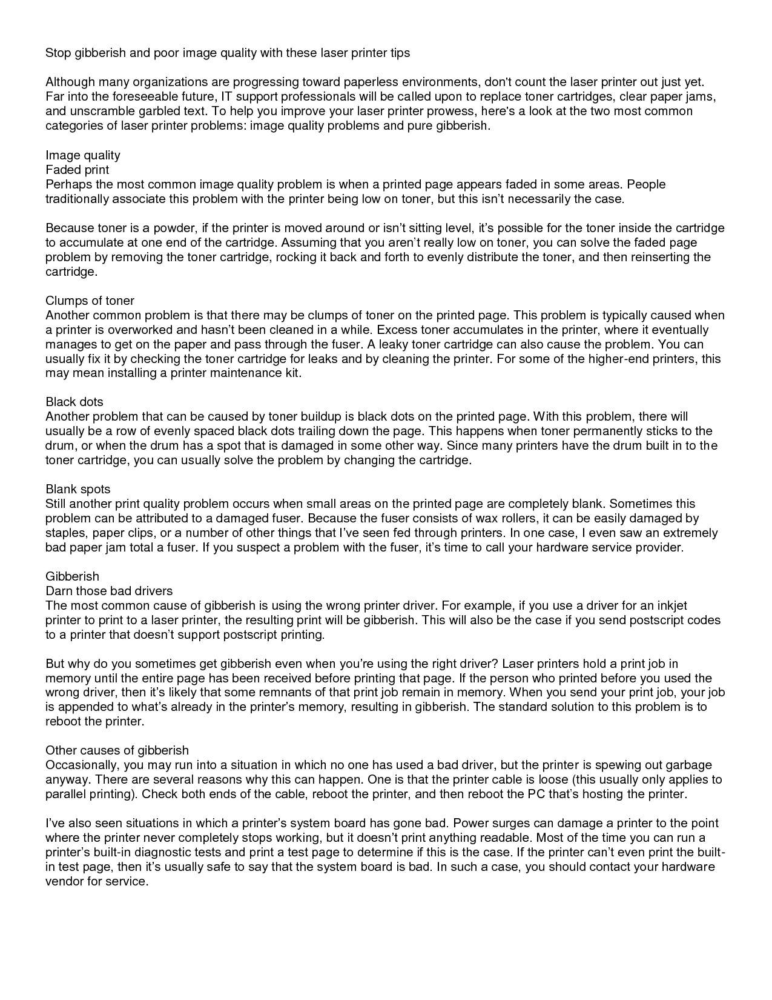 Stop gibberish and poor image quality with these laser printer tips
Although many organizations are progressing toward paperless environments, don't count the laser printer out just yet.
Far into the foreseeable future, IT support professionals will be called upon to replace toner cartridges, clear paper jams,
and unscramble garbled text. To help you improve your laser printer prowess, here's a look at the two most common
categories of laser printer problems: image quality problems and pure gibberish.
Image quality
Faded print
Perhaps the most common image quality problem is when a printed page appears faded in some areas. People
traditionally associate this problem with the printer being low on toner, but this isn’t necessarily the case.
Because toner is a powder, if the printer is moved around or isn’t sitting level, it’s possible for the toner inside the cartridge
to accumulate at one end of the cartridge. Assuming that you aren’t really low on toner, you can solve the faded page
problem by removing the toner cartridge, rocking it back and forth to evenly distribute the toner, and then reinserting the
cartridge.
Clumps of toner
Another common problem is that there may be clumps of toner on the printed page. This problem is typically caused when
a printer is overworked and hasn’t been cleaned in a while. Excess toner accumulates in the printer, where it eventually
manages to get on the paper and pass through the fuser. A leaky toner cartridge can also cause the problem. You can
usually fix it by checking the toner cartridge for leaks and by cleaning the printer. For some of the higher-end printers, this
may mean installing a printer maintenance kit.
Black dots
Another problem that can be caused by toner buildup is black dots on the printed page. With this problem, there will
usually be a row of evenly spaced black dots trailing down the page. This happens when toner permanently sticks to the
drum, or when the drum has a spot that is damaged in some other way. Since many printers have the drum built in to the
toner cartridge, you can usually solve the problem by changing the cartridge.
Blank spots
Still another print quality problem occurs when small areas on the printed page are completely blank. Sometimes this
problem can be attributed to a damaged fuser. Because the fuser consists of wax rollers, it can be easily damaged by
staples, paper clips, or a number of other things that I’ve seen fed through printers. In one case, I even saw an extremely
bad paper jam total a fuser. If you suspect a problem with the fuser, it’s time to call your hardware service provider.
Gibberish
Darn those bad drivers
The most common cause of gibberish is using the wrong printer driver. For example, if you use a driver for an inkjet
printer to print to a laser printer, the resulting print will be gibberish. This will also be the case if you send postscript codes
to a printer that doesn’t support postscript printing.
But why do you sometimes get gibberish even when you’re using the right driver? Laser printers hold a print job in
memory until the entire page has been received before printing that page. If the person who printed before you used the
wrong driver, then it’s likely that some remnants of that print job remain in memory. When you send your print job, your job
is appended to what’s already in the printer’s memory, resulting in gibberish. The standard solution to this problem is to
reboot the printer.
Other causes of gibberish
Occasionally, you may run into a situation in which no one has used a bad driver, but the printer is spewing out garbage
anyway. There are several reasons why this can happen. One is that the printer cable is loose (this usually only applies to
parallel printing). Check both ends of the cable, reboot the printer, and then reboot the PC that’s hosting the printer.
I’ve also seen situations in which a printer’s system board has gone bad. Power surges can damage a printer to the point
where the printer never completely stops working, but it doesn’t print anything readable. Most of the time you can run a
printer’s built-in diagnostic tests and print a test page to determine if this is the case. If the printer can’t even print the built-
in test page, then it’s usually safe to say that the system board is bad. In such a case, you should contact your hardware
vendor for service.